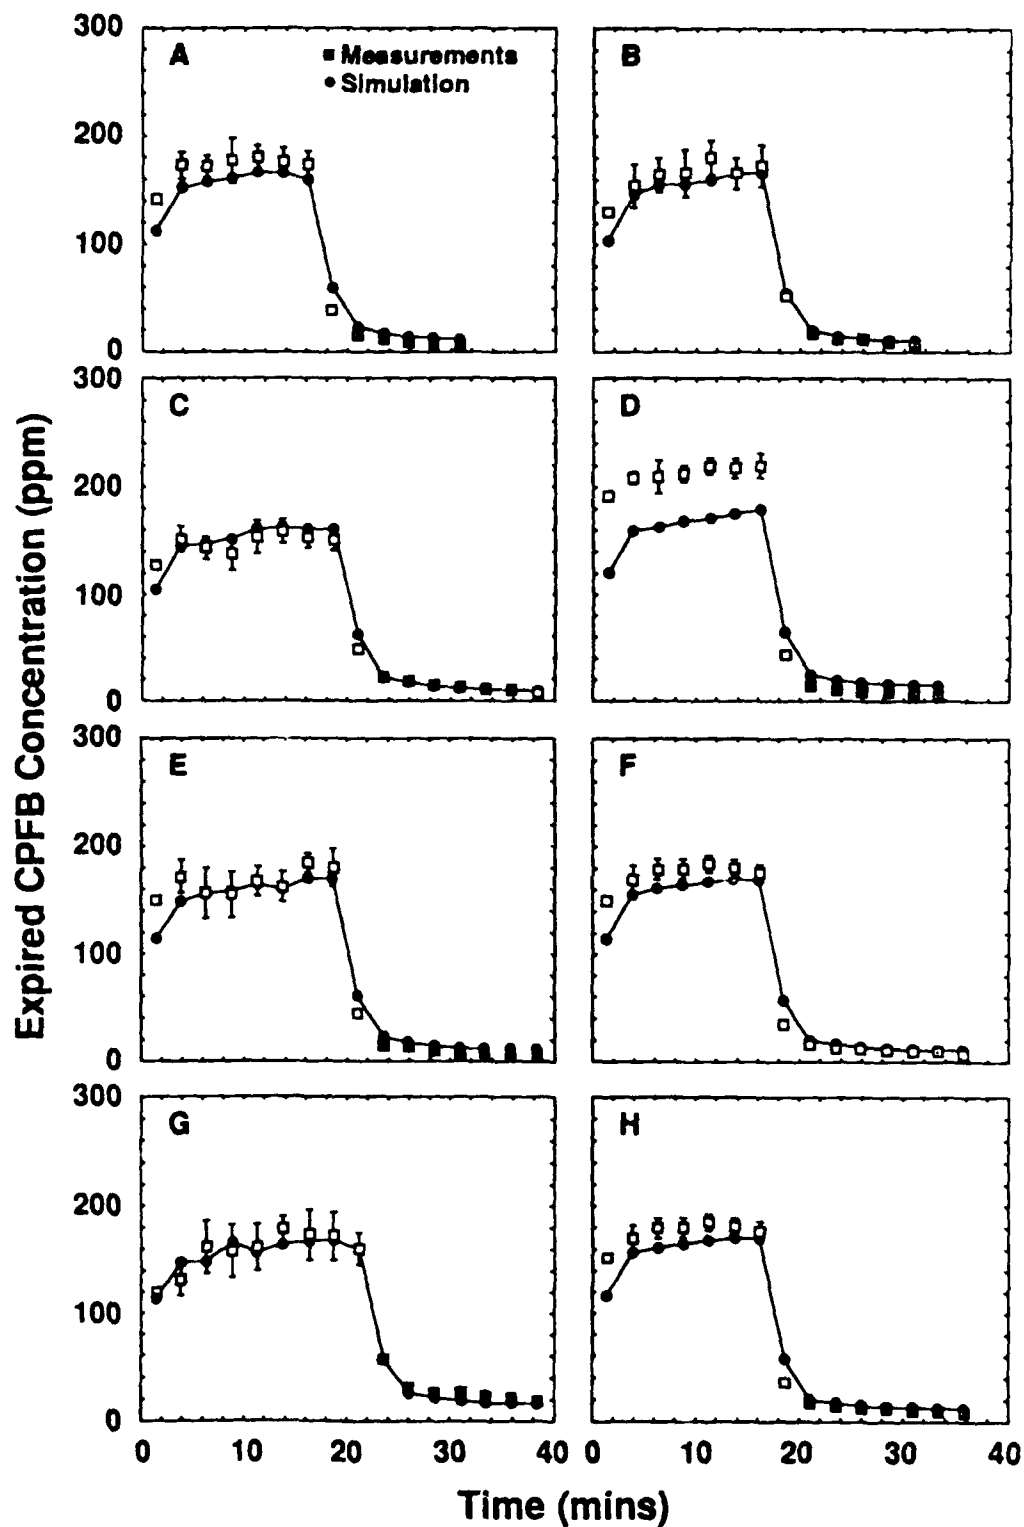 300
A
■ Measurements
● Simulation
B
200
100
0
300
C
D
200
100
0
Expired CPFB Concentration (ppm)
300
E
F
200
100
0
300
G
H
200
100
0
0 10 20 30 40 0 10 20 30 40
Time (mins)